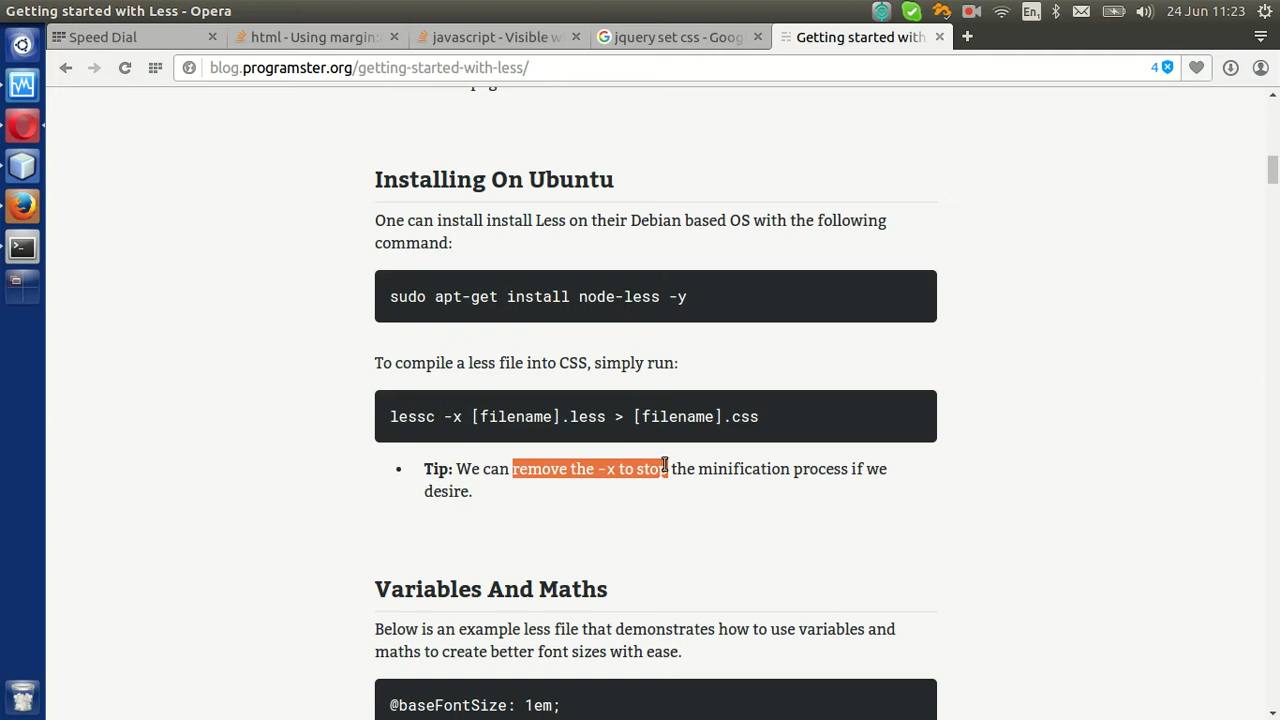 Getting started with Less - Opera
En₁
24 Jun 11:23
Speed Dial
html - Using margin:
javascript - Visible w
jquery set css - Goog
Getting started with
blog.programster.org/getting-started-with-less/
4
Installing On Ubuntu
One can install install Less on their Debian based OS with the following
command:
sudo apt-get install node-less -y
To compile a less file into CSS, simply run:
lessc -x [filename].less > [filename].css
• Tip: We can remove the -x to stop the minification process if we
desire.
Variables And Maths
Below is an example less file that demonstrates how to use variables and
maths to create better font sizes with ease.
@baseFontSize: 1em;